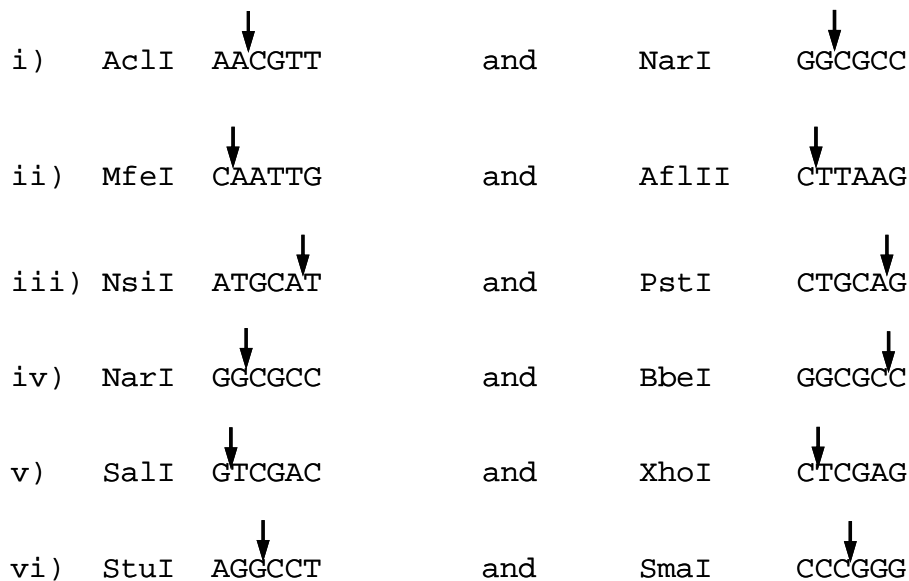 i) AclI AACGTT and NarI GGCGCC
ii) MfeI CAATTG and AflII CTTAAG
iii) NsiI ATGCAT and PstI CTGCAG
iv) NarI GGCGCC and BbeI GGCGCC
v) SalI GTCGAC and XhoI CTCGAG
vi) StuI AGGCCT and SmaI CCCGGG